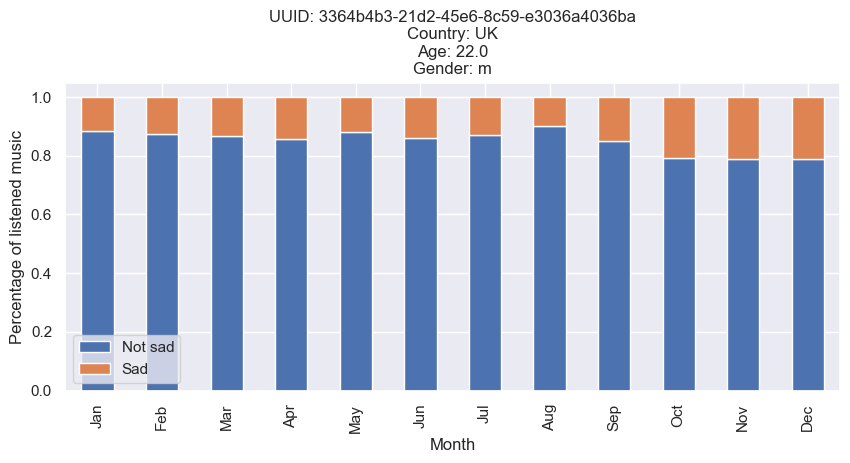 UUID: 3364b4b3-21d2-45e6-8c59-e3036a4036ba
Country: UK
Age: 22.0
Gender: m
Percentage of listened music
1.0
0.8
0.6
0.4
0.2
0.0
Not sad
Sad
Jan Feb Mar Apr May Jun Jul Aug Sep Oct Nov Dec
Month